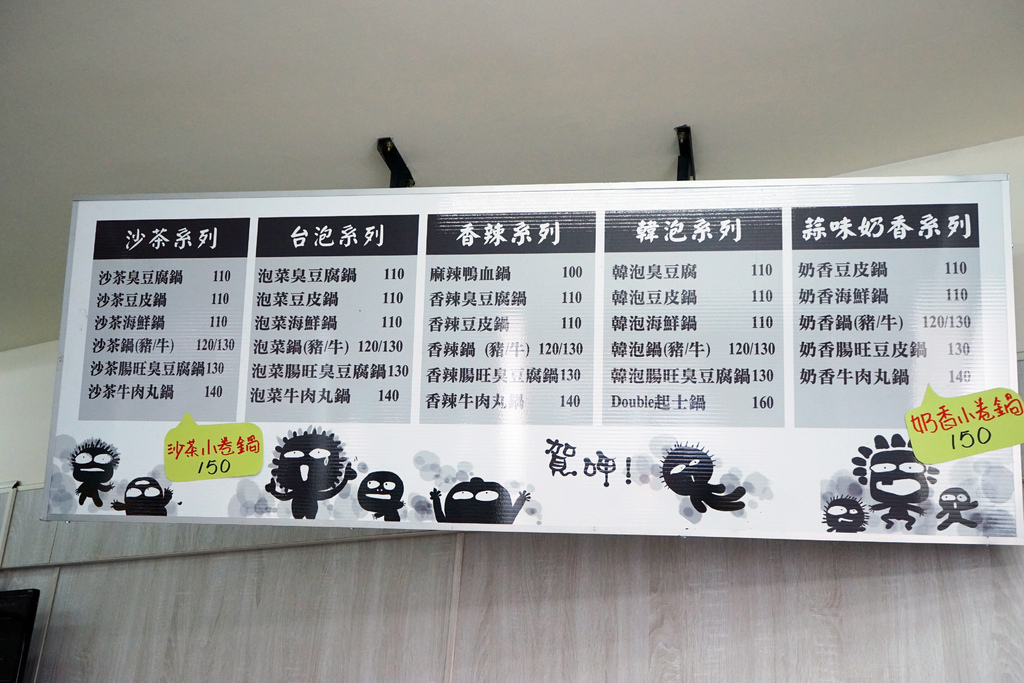 沙茶系列
沙茶臭豆腐鍋 110
沙茶豆皮鍋 110
沙茶海鮮鍋 110
沙茶鍋(豬/牛) 120/130
沙茶腸旺臭豆腐鍋130
沙茶牛肉丸鍋 140
沙茶小卷鍋
150
台泡系列
泡菜臭豆腐鍋 110
泡菜豆皮鍋 110
泡菜海鮮鍋 110
泡菜鍋(豬/牛) 120/130
泡菜腸旺臭豆腐鍋130
泡菜牛肉丸鍋 140
香辣系列
麻辣鴨血鍋 100
香辣臭豆腐鍋 110
香辣豆皮鍋 110
香辣鍋 (豬/牛) 120/130
香辣腸旺臭豆腐鍋130
香辣牛肉丸鍋 140
韓泡系列
韓泡臭豆腐 110
韓泡豆皮鍋 110
韓泡海鮮鍋 110
韓泡鍋(豬/牛) 120/130
韓泡腸旺臭豆腐鍋130
Double起士鍋 160
蒜味奶香系列
奶香豆皮鍋 110
奶香海鮮鍋 110
奶香鍋(豬/牛) 120/130
奶香腸旺豆皮鍋 130
奶香牛肉丸鍋 140
奶香小卷鍋
150
賀呷!